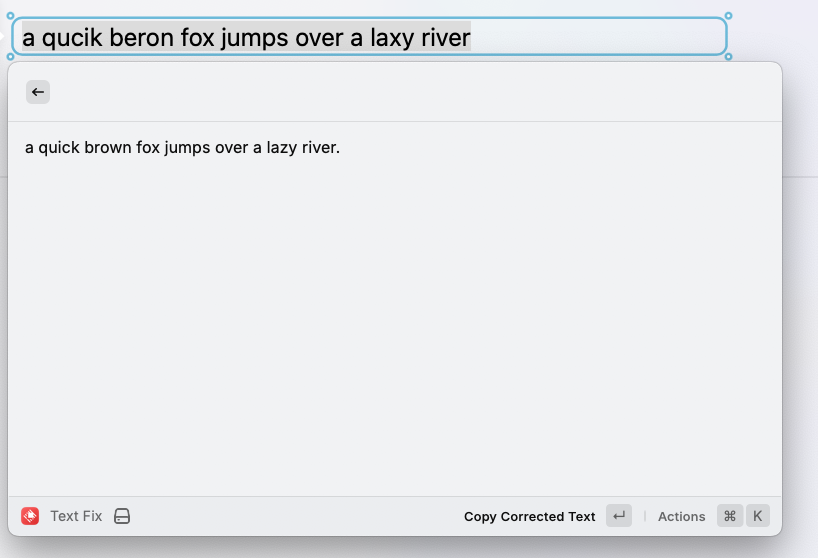 a qucik beron fox jumps over a laxy river
a quick brown fox jumps over a lazy river.
Text Fix
Copy Corrected Text
Actions
⌘ K